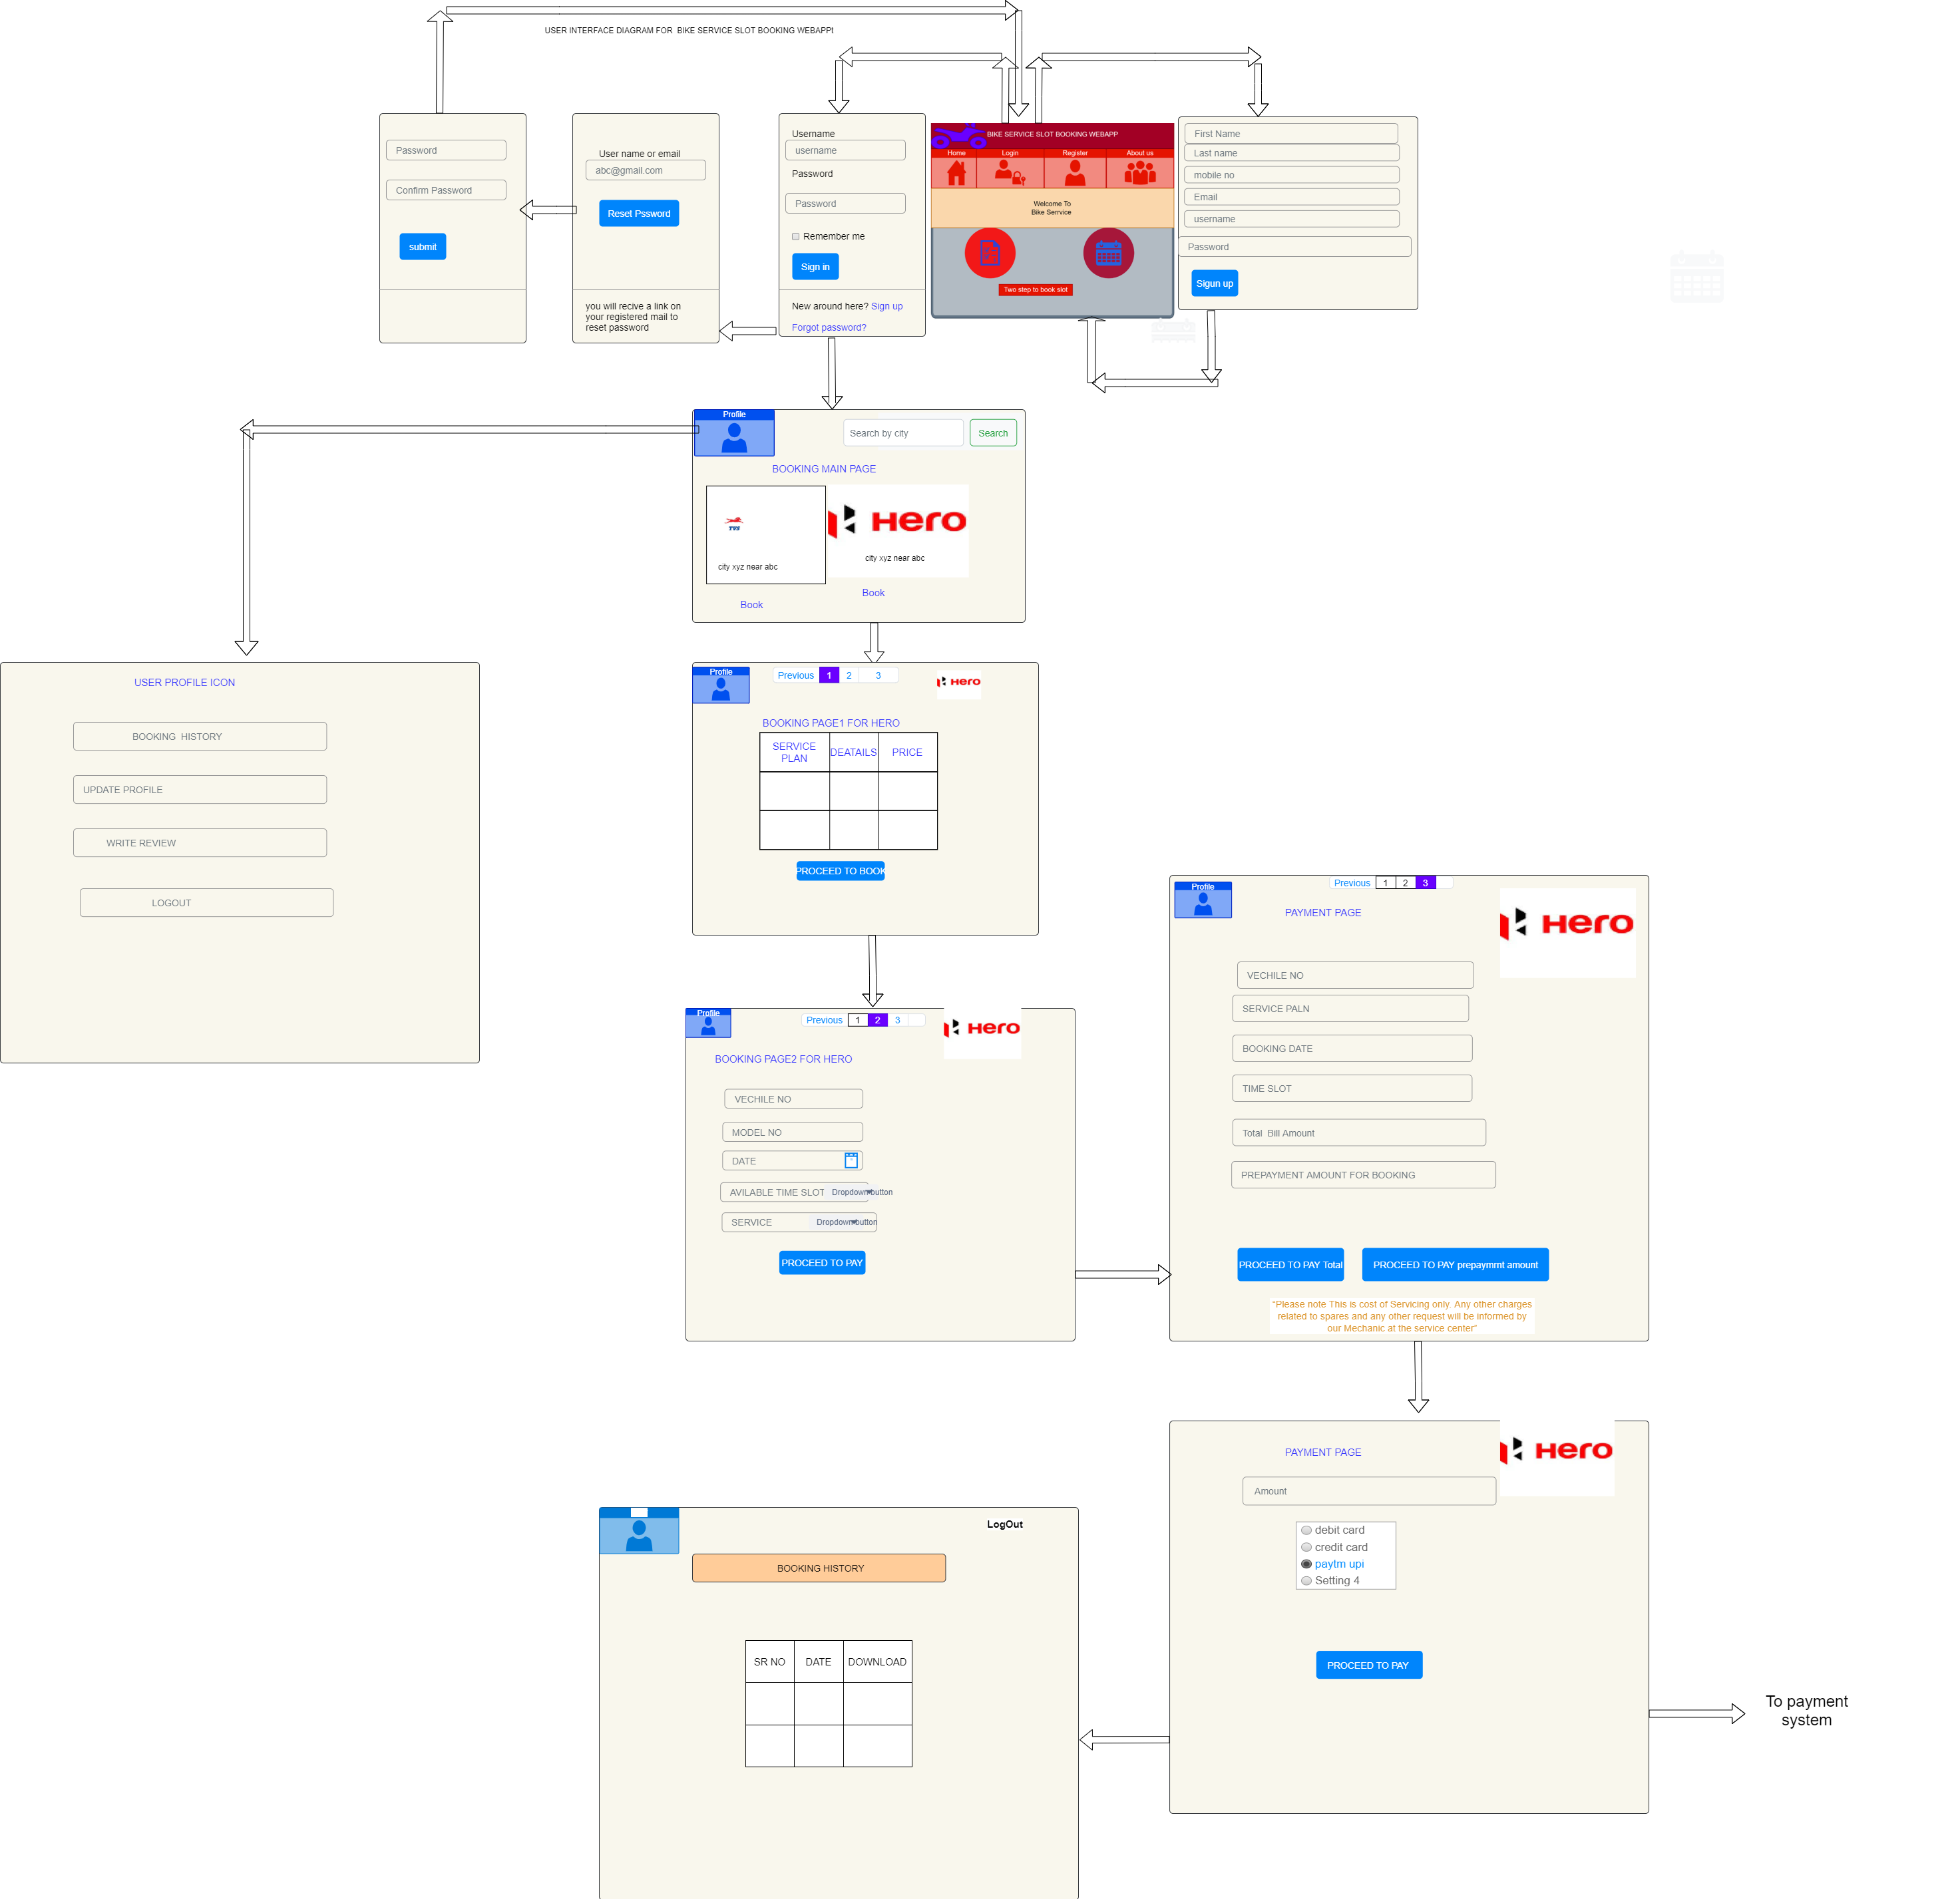 USER INTERFACE DIAGRAM FOR BIKE SERVICE SLOT BOOKING WEBAPPt
Password
Confirm Password
submit
User name or email
abc@gmail.com
Reset Pssword
you will recive a link on
your registered mail to
reset password
Username
username
Password
Password
Remember me
Sign in
New around here? Sign up
Forgot password?
BIKE SERVICE SLOT BOOKING WEBAPP
Home Login Register About us
Welcome To
Bike Serrvice
Two step to book slot
First Name
Last name
mobile no
Email
username
Password
Sigun up
Profile
Search by city
Search
BOOKING MAIN PAGE
TVS
city xyz near abc
Book
Hero
city xyz near abc
Book
USER PROFILE ICON
BOOKING HISTORY
UPDATE PROFILE
WRITE REVIEW
LOGOUT
Profile
Previous 1 2 3
Hero
BOOKING PAGE1 FOR HERO
SERVICE
PLAN
DEATAILS
PRICE
PROCEED TO BOOK
Profile
Previous 1 2 3
Hero
BOOKING PAGE2 FOR HERO
VECHILE NO
MODEL NO
DATE
AVILABLE TIME SLOT Dropdown button
SERVICE Dropdown button
PROCEED TO PAY
Profile
Previous 1 2 3
Hero
PAYMENT PAGE
VECHILE NO
SERVICE PALN
BOOKING DATE
TIME SLOT
Total Bill Amount
PREPAYMENT AMOUNT FOR BOOKING
PROCEED TO PAY Total
PROCEED TO PAY prepaymrnt amount
"Please note This is cost of Servicing only. Any other charges
related to spares and any other request will be informed by
our Mechanic at the service center"
PAYMENT PAGE
Hero
Amount
debit card
credit card
paytm upi
Setting 4
PROCEED TO PAY
To payment
system
LogOut
BOOKING HISTORY
SR NO DATE DOWNLOAD